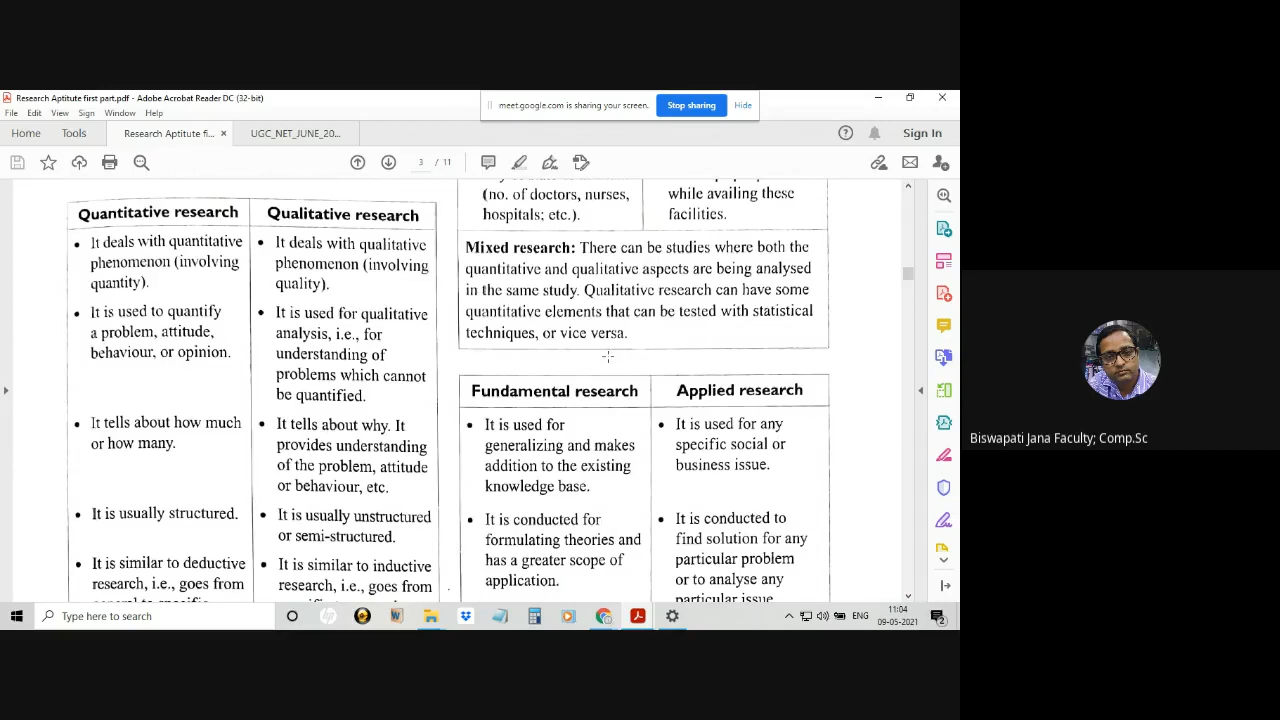 Research Aptitute first part.pdf - Adobe Acrobat Reader DC (32-bit)
meet.google.com is sharing your screen.
Stop sharing
Hide
File Edit View Sign Window Help
Home Tools Research Aptitute fi... × UGC_NET_JUNE_20... Sign In
3 / 11
Quantitative research
• It deals with quantitative
phenomenon (involving
quantity).
• It is used to quantify
a problem, attitude,
behaviour, or opinion.
• It tells about how much
or how many.
• It is usually structured.
• It is similar to deductive
research, i.e., goes from
Qualitative research
• It deals with qualitative
phenomenon (involving
quality).
• It is used for qualitative
analysis, i.e., for
understanding of
problems which cannot
be quantified.
• It tells about why. It
provides understanding
of the problem, attitude
or behaviour, etc.
• It is usually unstructured
or semi-structured.
• It is similar to inductive
research, i.e., goes from
(no. of doctors, nurses,
hospitals; etc.).
while availing these
facilities.
Mixed research: There can be studies where both the
quantitative and qualitative aspects are being analysed
in the same study. Qualitative research can have some
quantitative elements that can be tested with statistical
techniques, or vice versa.
Fundamental research
• It is used for
generalizing and makes
addition to the existing
knowledge base.
• It is conducted for
formulating theories and
has a greater scope of
application.
Applied research
• It is used for any
specific social or
business issue.
• It is conducted to
find solution for any
particular problem
or to analyse any
particular issue
Biswapati Jana Faculty; Comp.Sc
Type here to search
ENG
11:04
09-05-2021
2